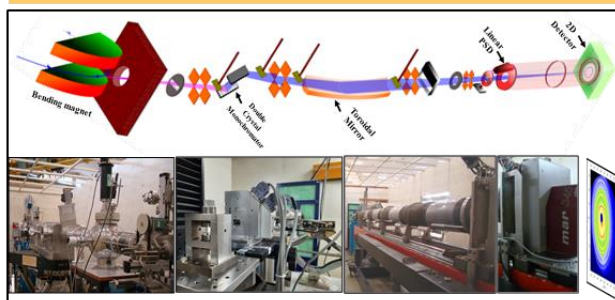 Bending magnet
Double
Crystal
Monochromator
Toroidal
Mirror
Linear
PSD
2D
Detector
mar